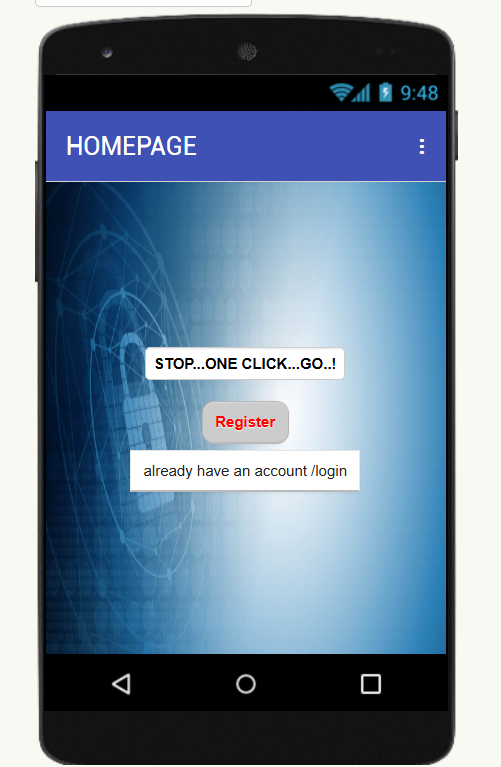 9:48
HOMEPAGE
STOP...ONE CLICK...GO..!
Register
already have an account /login